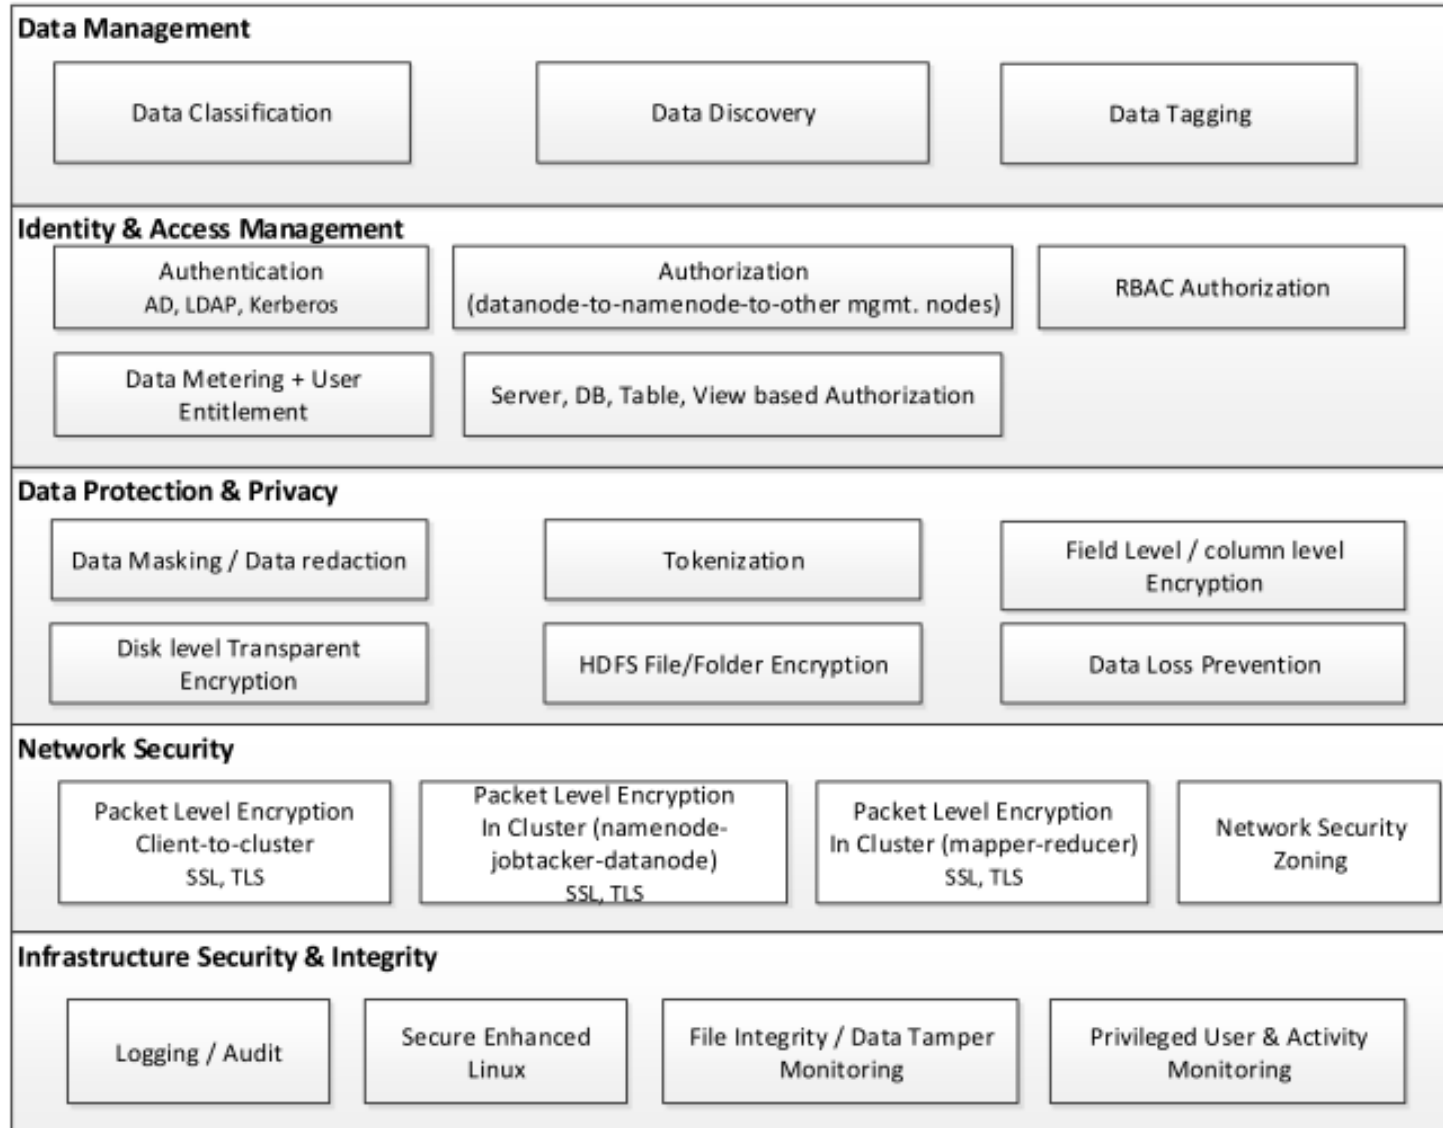 Data Management
Data Classification
Data Discovery
Data Tagging
Identity & Access Management
Authentication
AD, LDAP, Kerberos
Authorization
(datanode-to-namenode-to-other mgmt. nodes)
RBAC Authorization
Data Metering + User
Entitlement
Server, DB, Table, View based Authorization
Data Protection & Privacy
Data Masking / Data redaction
Tokenization
Field Level / column level
Encryption
Disk level Transparent
Encryption
HDFS File/Folder Encryption
Data Loss Prevention
Network Security
Packet Level Encryption
Client-to-cluster
SSL, TLS
Packet Level Encryption
In Cluster (namenode-
jobtacker-datanode)
SSL, TLS
Packet Level Encryption
In Cluster (mapper-reducer)
SSL, TLS
Network Security
Zoning
Infrastructure Security & Integrity
Logging / Audit
Secure Enhanced
Linux
File Integrity / Data Tamper
Monitoring
Privileged User & Activity
Monitoring